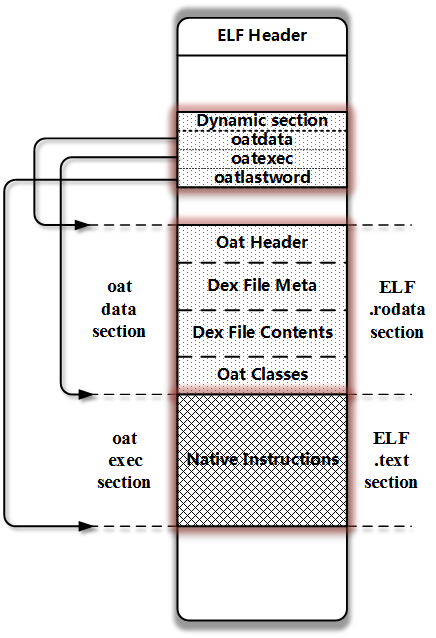 ELF Header
Dynamic section
oatdata
oatexec
oatlastword
Oat Header
Dex File Meta
Dex File Contents
Oat Classes
oat
data
section
ELF
.rodata
section
Native Instructions
oat
exec
section
ELF
.text
section